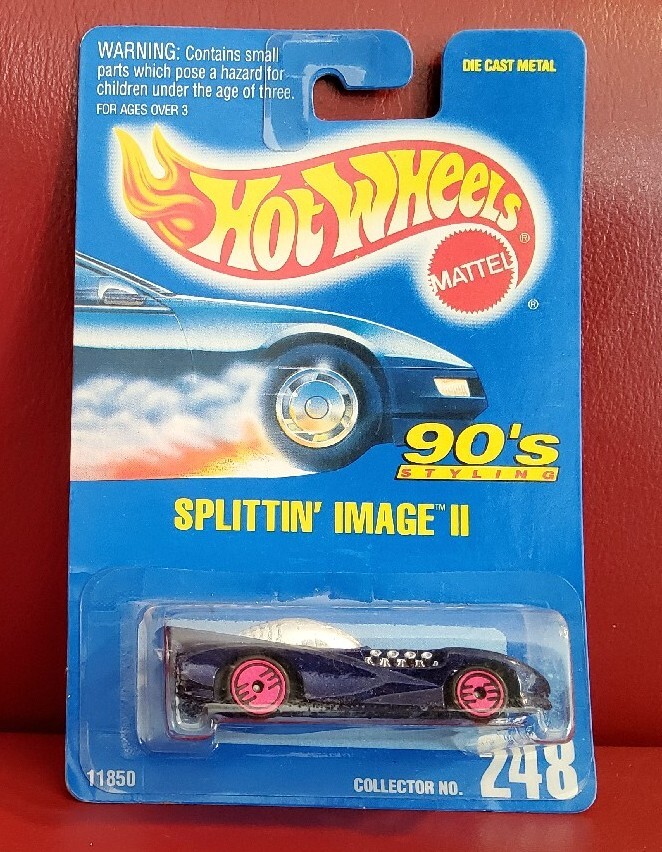 WARNING: Contains small
parts which pose a hazard for
children under the age of three.
FOR AGES OVER 3
DIE CAST METAL
HOT WHEELS ®
MATTEL
®
90's
STYLING
SPLITTIN' IMAGE™ II
11850
COLLECTOR NO. 248